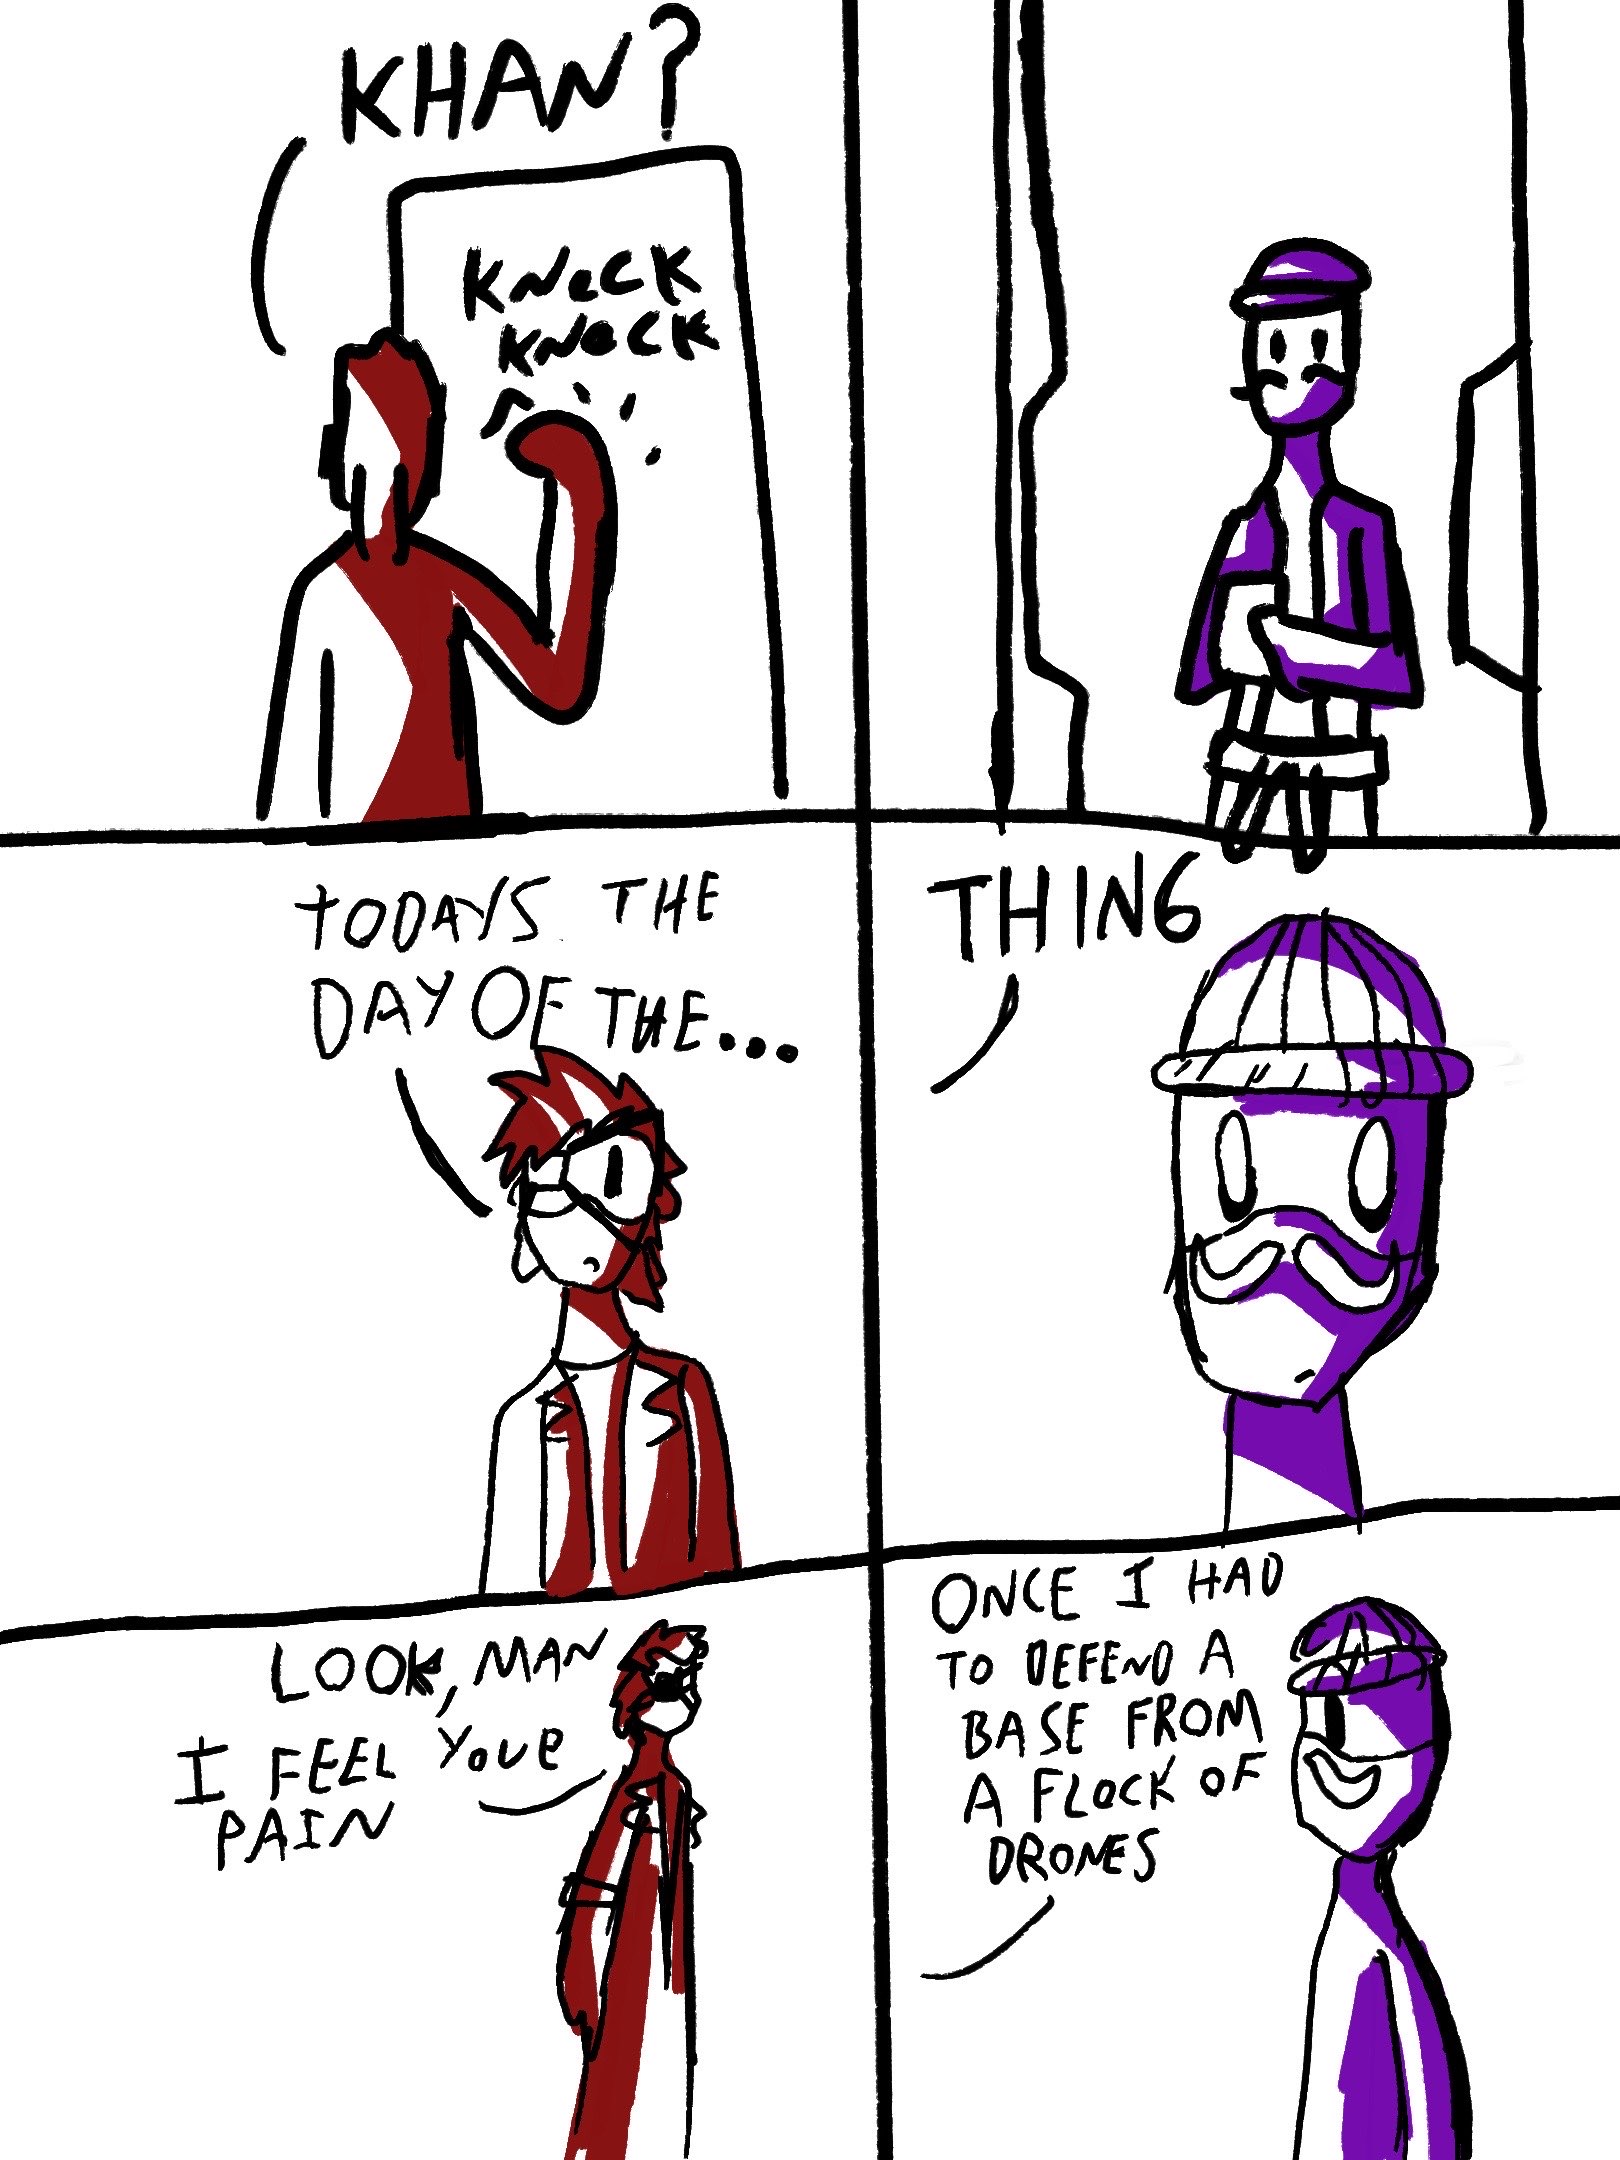 KHAN?
KNOCK
KNOCK
TODAYS THE
DAY OF THE...
THING
LOOK, MAN
I FEEL YOUE
PAIN
ONCE I HAD
TO DEFEND A
BASE FROM
A FLOCK OF
DRONES